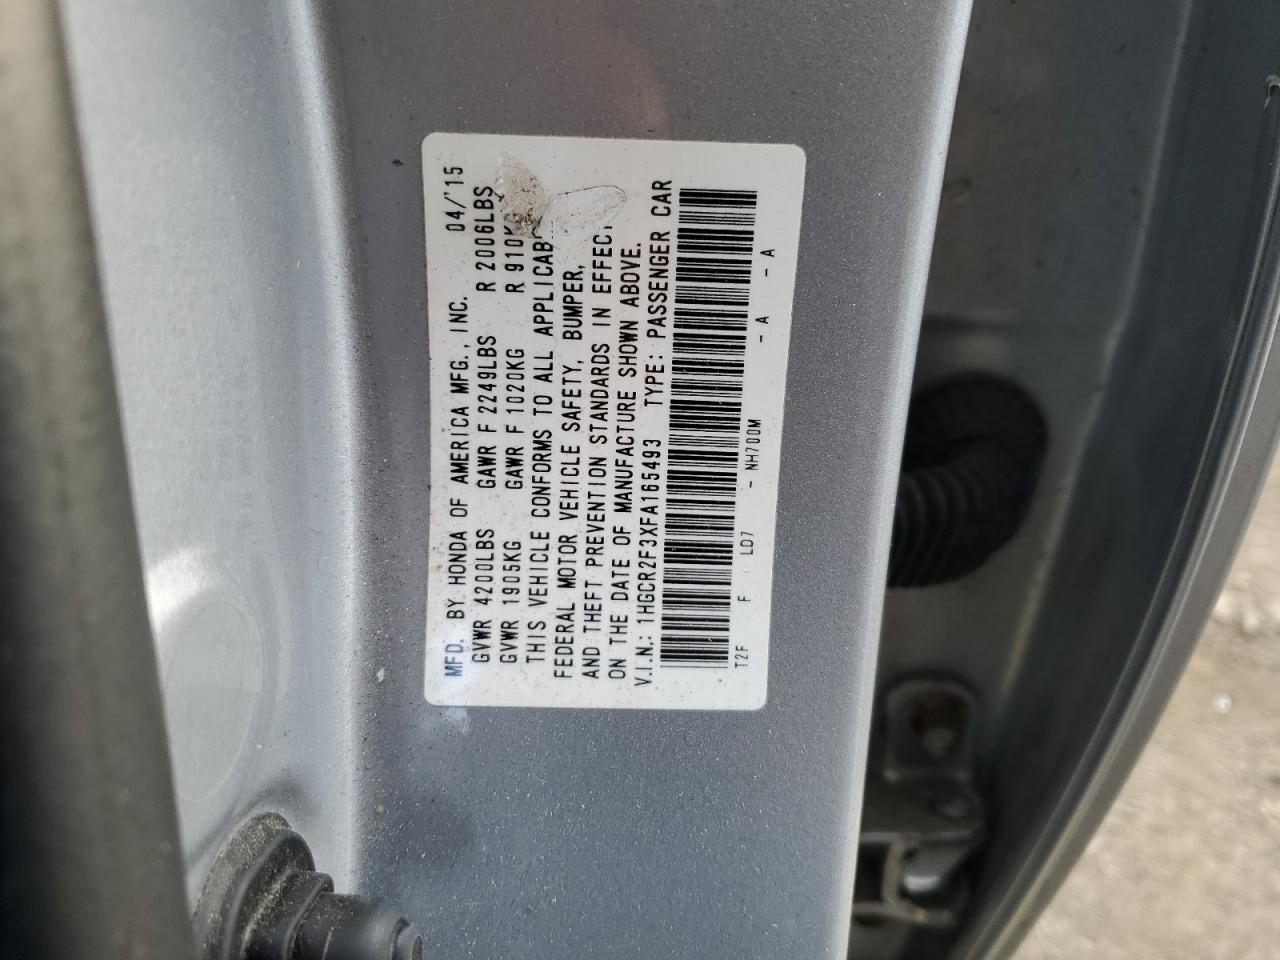 MFD. BY HONDA OF AMERICA MFG., INC. 04/'15
GVWR 4200LBS GAWR F 2249LBS R 2006LBS
GVWR 1905KG GAWR F 1020KG R 910
THIS VEHICLE CONFORMS TO ALL
FEDERAL MOTOR VEHICLE SAFETY, BUMPER,
AND THEFT PREVENTION STANDARDS IN
ON THE DATE OF MANUFACTURE SHOWN ABOVE.
V.I.N.: 1HGCR2F3XFA165493 TYPE: PASSENGER CAR
T2F F LD7 - NH700M - A - A